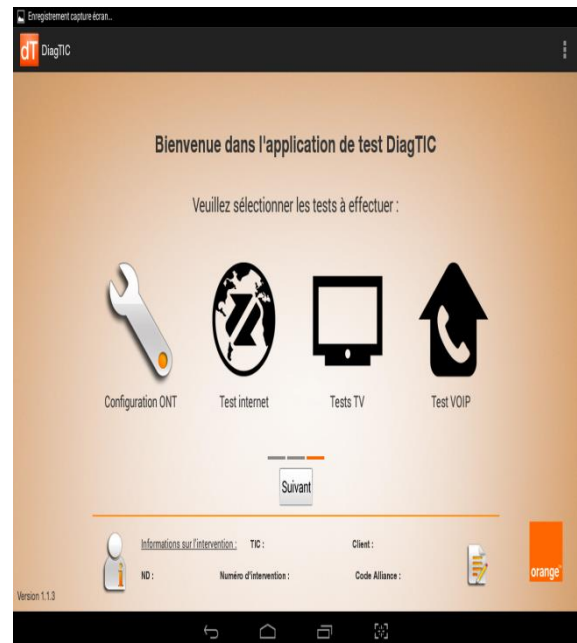 Enregistrement capture écran...
dT DiagTIC
Bienvenue dans l'application de test DiagTIC
Veuillez sélectionner les tests à effectuer :
Configuration ONT Test internet Tests TV Test VOIP
Suivant
Informations sur l'intervention : TIC : Client :
ND : Numéro d'intervention : Code Alliance :
orange
Version 1.1.3